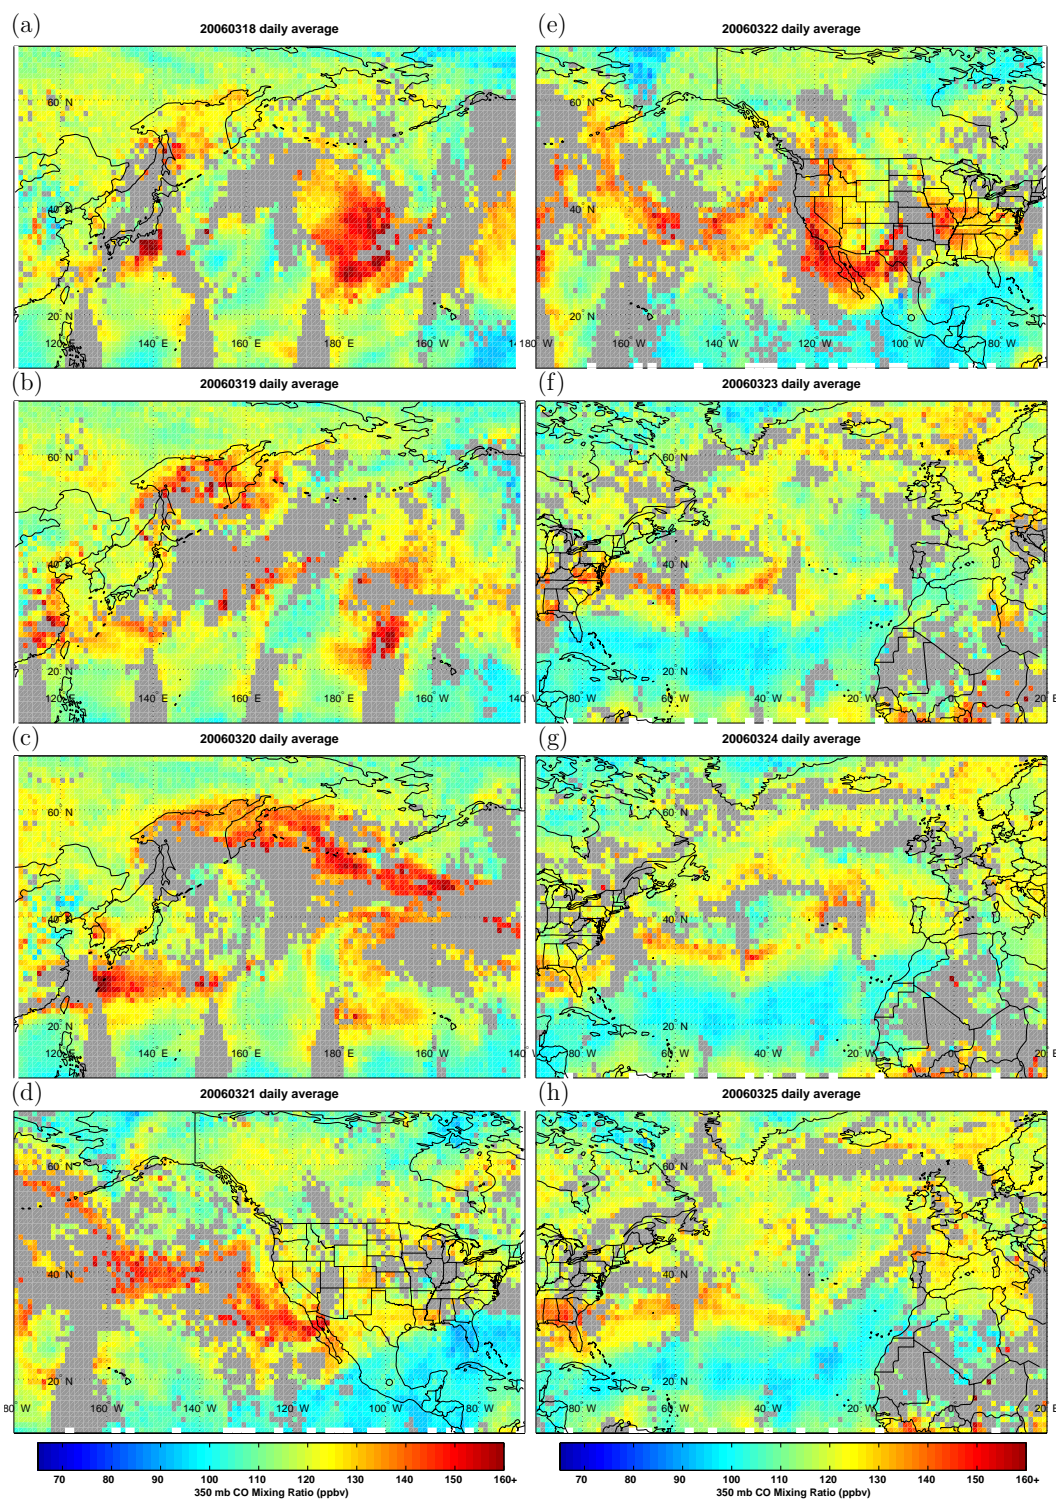 (a)
20060318 daily average
60° N
40° N
20° N
120° E
140° E
160° E
180° E
160° W
(b)
20060319 daily average
60° N
40° N
20° N
120° E
140° E
160° E
180° E
160° W
140° W
(c)
20060320 daily average
60° N
40° N
20° N
120° E
140° E
160° E
180° E
160° W
140° W
(d)
20060321 daily average
60° N
40° N
20° N
80° W
160° W
140° W
120° W
100° W
80° W
70 80 90 100 110 120 130 140 150 160+
350 mb CO Mixing Ratio (ppbv)
(e)
20060322 daily average
60° N
40° N
20° N
180° W
160° W
140° W
120° W
100° W
80° W
(f)
20060323 daily average
60° N
40° N
20° N
80° W
60° W
40° W
20° W
20° E
(g)
20060324 daily average
60° N
40° N
20° N
80° W
60° W
40° W
20° W
20° E
(h)
20060325 daily average
60° N
40° N
20° N
80° W
60° W
40° W
20° W
20° E
70 80 90 100 110 120 130 140 150 160+
350 mb CO Mixing Ratio (ppbv)